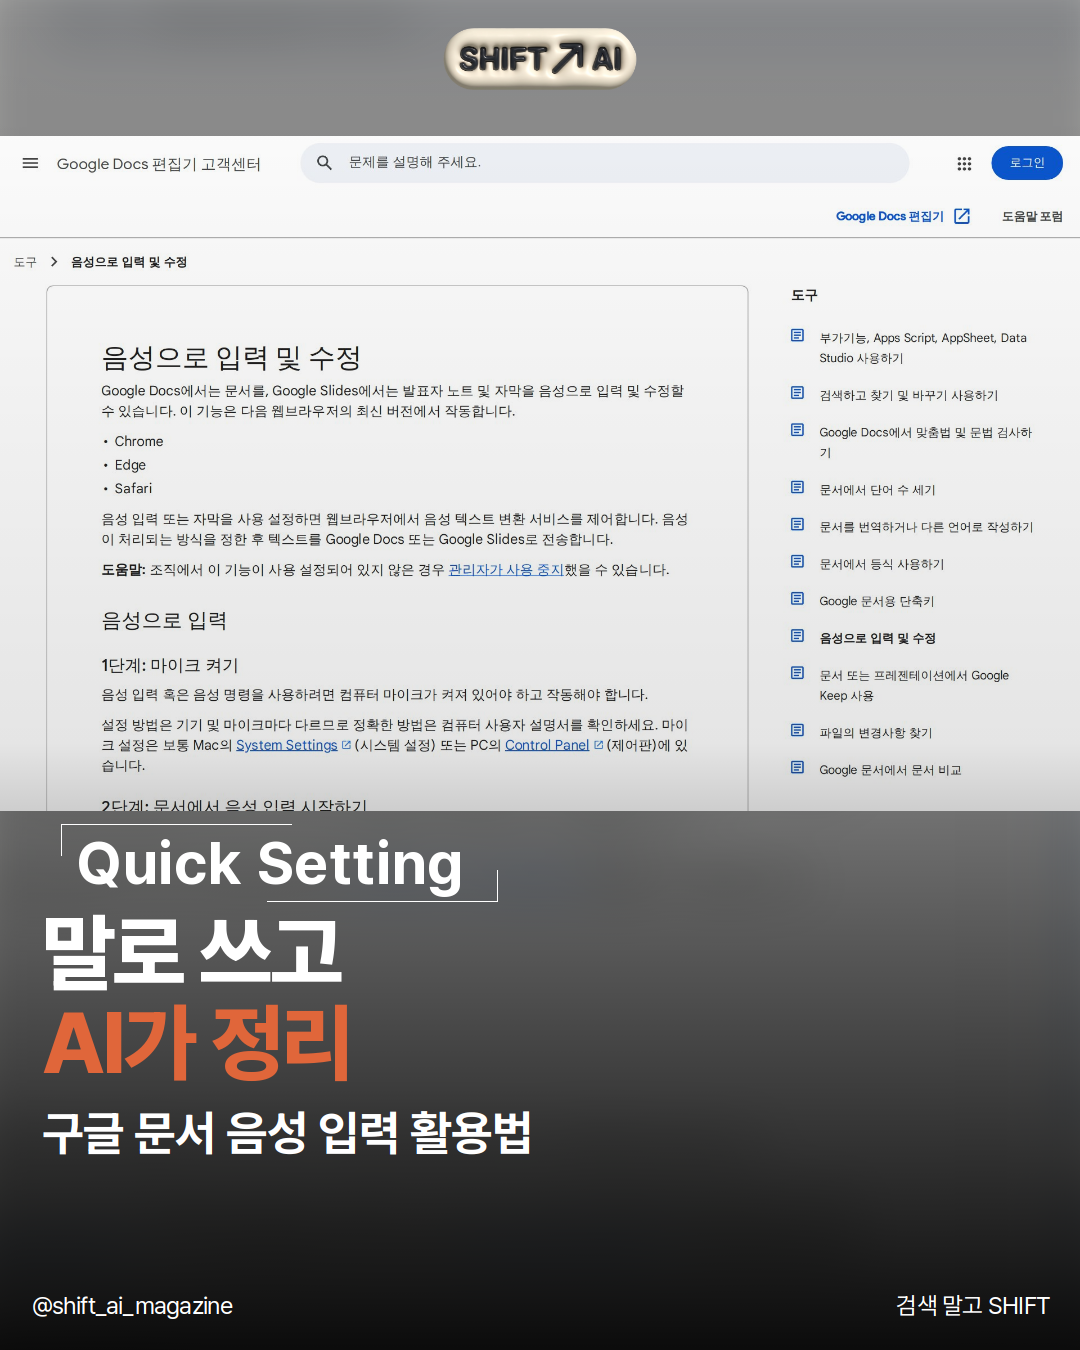 SHIFT AI
Google Docs 편집기 고객센터
문제를 설명해 주세요.
로그인
Google Docs 편집기
도움말 포럼
도구
음성으로 입력 및 수정
음성으로 입력 및 수정
Google Docs에서는 문서를, Google Slides에서는 발표자 노트 및 자막을 음성으로 입력 및 수정할
수 있습니다. 이 기능은 다음 웹브라우저의 최신 버전에서 작동합니다.
• Chrome
• Edge
• Safari
음성 입력 또는 자막을 사용 설정하면 웹브라우저에서 음성 텍스트 변환 서비스를 제어합니다. 음성
이 처리되는 방식을 정한 후 텍스트를 Google Docs 또는 Google Slides로 전송합니다.
도움말: 조직에서 이 기능이 사용 설정되어 있지 않은 경우 관리자가 사용 중지했을 수 있습니다.
음성으로 입력
1단계: 마이크 켜기
음성 입력 혹은 음성 명령을 사용하려면 컴퓨터 마이크가 켜져 있어야 하고 작동해야 합니다.
설정 방법은 기기 및 마이크마다 다르므로 정확한 방법은 컴퓨터 사용자 설명서를 확인하세요. 마이
크 설정은 보통 Mac의 System Settings (시스템 설정) 또는 PC의 Control Panel (제어판)에 있
습니다.
2단계: 문서에서 음성 입력 시작하기
도구
부가기능, Apps Script, AppSheet, Data
Studio 사용하기
검색하고 찾기 및 바꾸기 사용하기
Google Docs에서 맞춤법 및 문법 검사하
기
문서에서 단어 수 세기
문서를 번역하거나 다른 언어로 작성하기
문서에서 등식 사용하기
Google 문서용 단축키
음성으로 입력 및 수정
문서 또는 프레젠테이션에서 Google
Keep 사용
파일의 변경사항 찾기
Google 문서에서 문서 비교
Quick Setting
말로 쓰고
AI가 정리
구글 문서 음성 입력 활용법
@shift_ai_magazine
검색 말고 SHIFT